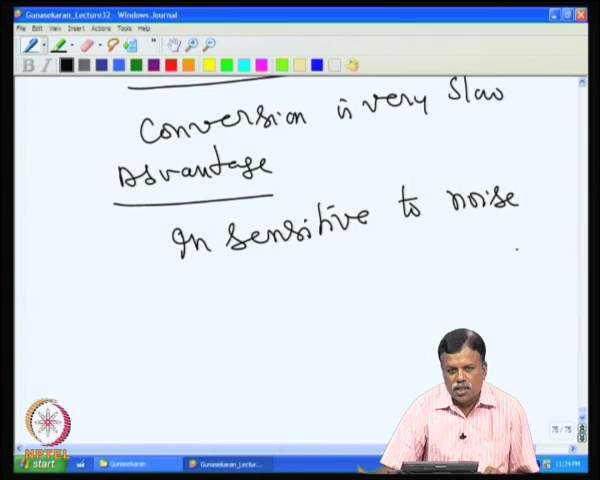 Gunasekaran_Lecture32 - Windows Journal
File Edit View Insert Actions Tools Help
Conversion is very slow
Advantage
In sensitive to noise
75 / 75
NPTEL
start
Gunasekaran
Gunasekaran_Lectur...
11:29 PM